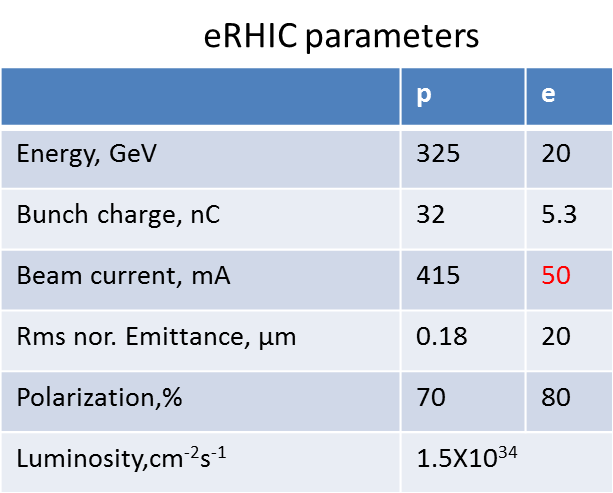 eRHIC parameters
p e
Energy, GeV 325 20
Bunch charge, nC 32 5.3
Beam current, mA 415 50
Rms nor. Emittance, μm 0.18 20
Polarization,% 70 80
Luminosity,cm⁻²s⁻¹ 1.5X10³⁴